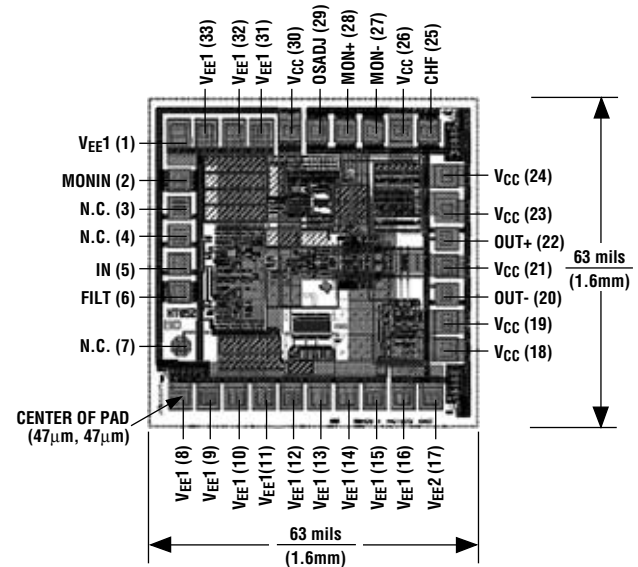 VEE1 (33)
VEE1 (32)
VEE1 (31)
VCC (30)
OSADJ (29)
MON+ (28)
MON- (27)
VCC (26)
CHF (25)
VEE1 (1)
MONIN (2)
N.C. (3)
N.C. (4)
IN (5)
FILT (6)
N.C. (7)
VCC (24)
VCC (23)
OUT+ (22)
VCC (21)
OUT- (20)
VCC (19)
VCC (18)
63 mils
(1.6mm)
CENTER OF PAD
(47µm, 47µm)
VEE1 (8)
VEE1 (9)
VEE1 (10)
VEE1(11)
VEE1 (12)
VEE1 (13)
VEE1 (14)
VEE1 (15)
VEE1 (16)
VEE2 (17)
63 mils
(1.6mm)